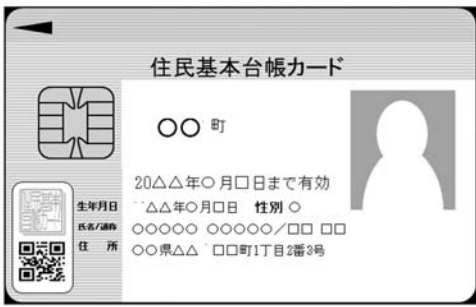 住民基本台帳カード
○○ 町
20△△年○月□日まで有効
生年月日 △△年○月□日 性別 ○
氏名/通称 ○○○○○ ○○○○○/□□ □□
住 所 ○○県△△ □□町1丁目2番3号